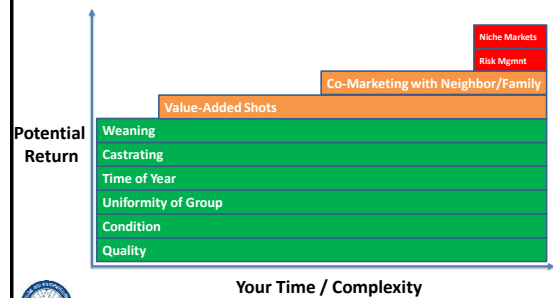 Niche Markets
Risk Mgmnt
Co-Marketing with Neighbor/Family
Value-Added Shots
Potential
Return
Weaning
Castrating
Time of Year
Uniformity of Group
Condition
Quality
Your Time / Complexity